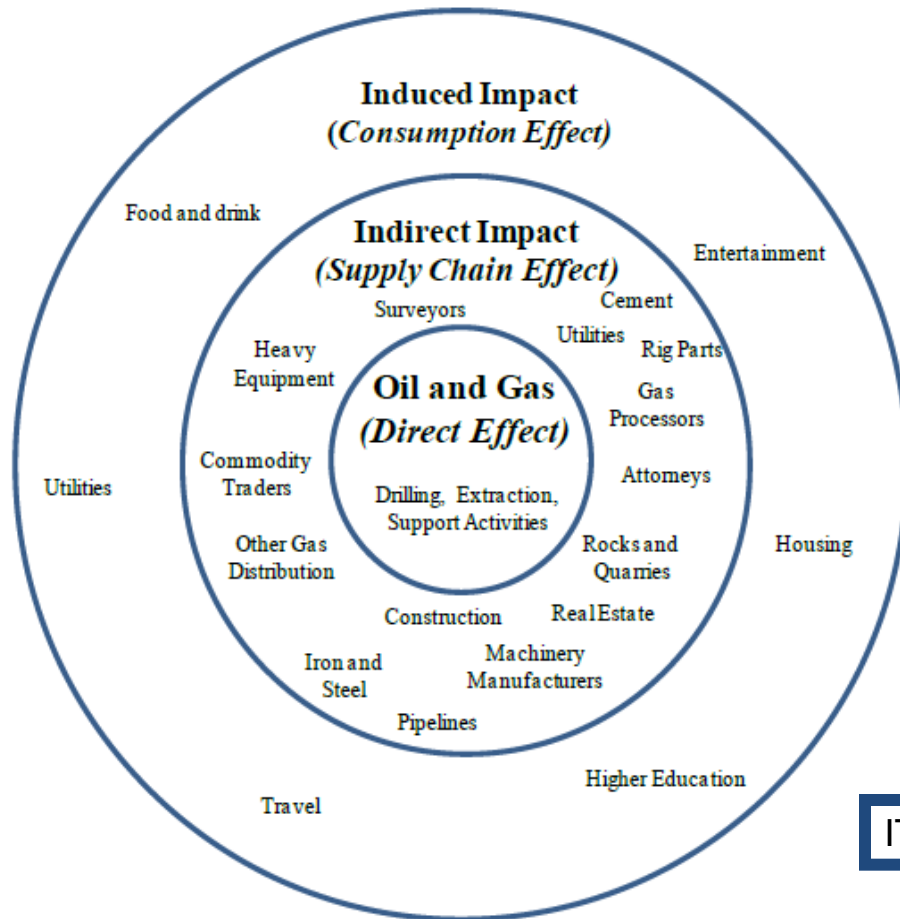 Induced Impact
(Consumption Effect)
Food and drink
Indirect Impact
(Supply Chain Effect)
Entertainment
Surveyors
Cement
Utilities
Rig Parts
Heavy
Equipment
Oil and Gas
(Direct Effect)
Gas
Processors
Commodity
Traders
Attorneys
Utilities
Drilling, Extraction,
Support Activities
Other Gas
Distribution
Rocks and
Quarries
Housing
Construction
Real Estate
Iron and
Steel
Machinery
Manufacturers
Pipelines
Higher Education
Travel